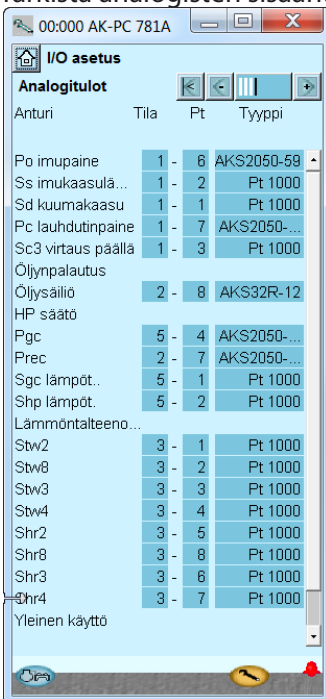 00:000 AK-PC 781A
I/O asetus
Analogitulot
Anturi Tila Pt Tyyppi
Po imupaine 1 - 6 AKS2050-59
Ss imukaasulä... 1 - 2 Pt 1000
Sd kuumakaasu 1 - 1 Pt 1000
Pc lauhdutinpaine 1 - 7 AKS2050-...
Sc3 virtaus päällä 1 - 3 Pt 1000
Öljynpalautus
Öljysäiliö 2 - 8 AKS32R-12
HP säätö
Pgc 5 - 4 AKS2050-...
Prec 2 - 7 AKS2050-...
Sgc lämpöt.. 5 - 1 Pt 1000
Shp lämpöt. 5 - 2 Pt 1000
Lämmöntalteeno...
Stw2 3 - 1 Pt 1000
Stw8 3 - 2 Pt 1000
Stw3 3 - 3 Pt 1000
Stw4 3 - 4 Pt 1000
Shr2 3 - 5 Pt 1000
Shr8 3 - 8 Pt 1000
Shr3 3 - 6 Pt 1000
Shr4 3 - 7 Pt 1000
Yleinen käyttö